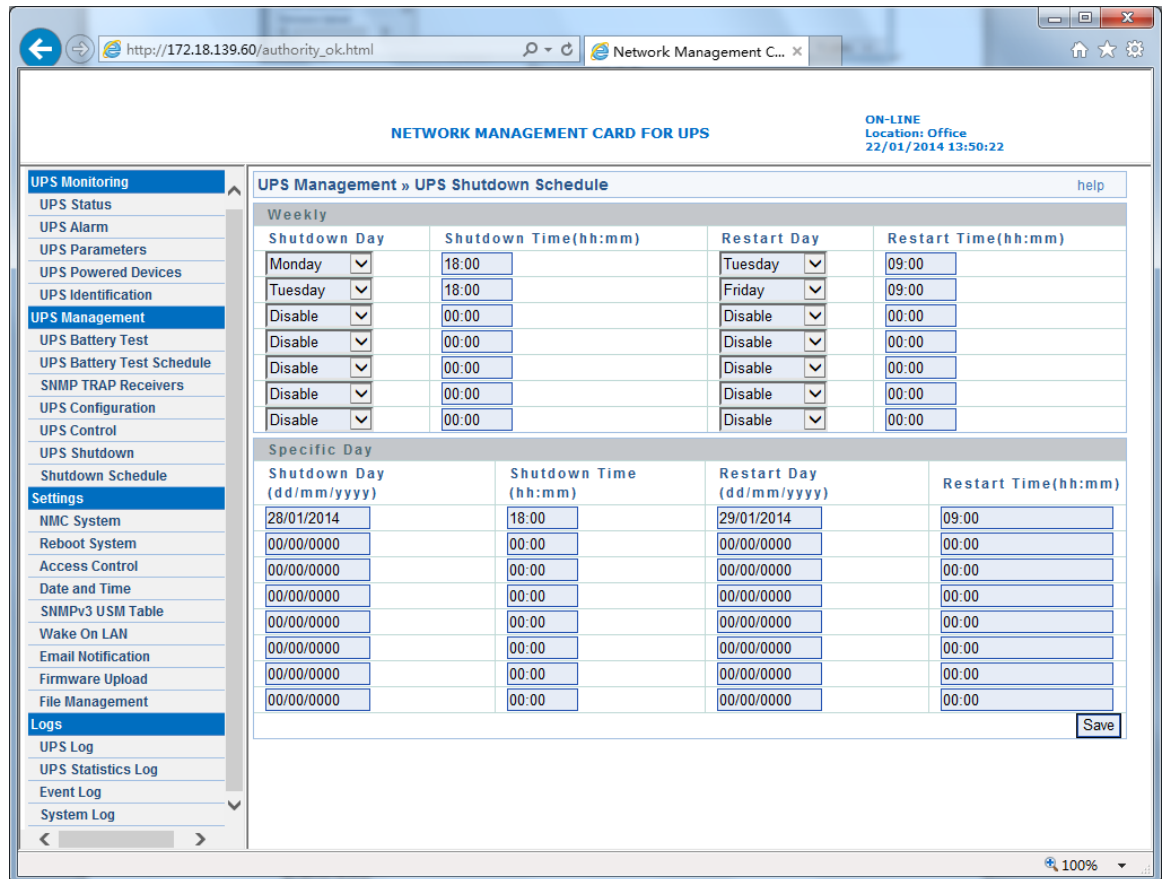 http://172.18.139.60/authority_ok.html
Network Management C...
NETWORK MANAGEMENT CARD FOR UPS
ON-LINE
Location: Office
22/01/2014 13:50:22
UPS Monitoring
UPS Status
UPS Alarm
UPS Parameters
UPS Powered Devices
UPS Identification
UPS Management
UPS Battery Test
UPS Battery Test Schedule
SNMP TRAP Receivers
UPS Configuration
UPS Control
UPS Shutdown
Shutdown Schedule
Settings
NMC System
Reboot System
Access Control
Date and Time
SNMPv3 USM Table
Wake On LAN
Email Notification
Firmware Upload
File Management
Logs
UPS Log
UPS Statistics Log
Event Log
System Log
UPS Management » UPS Shutdown Schedule help
Weekly
Shutdown Day Shutdown Time(hh:mm) Restart Day Restart Time(hh:mm)
Monday 18:00 Tuesday 09:00
Tuesday 18:00 Friday 09:00
Disable 00:00 Disable 00:00
Disable 00:00 Disable 00:00
Disable 00:00 Disable 00:00
Disable 00:00 Disable 00:00
Disable 00:00 Disable 00:00
Specific Day
Shutdown Day (dd/mm/yyyy) Shutdown Time (hh:mm) Restart Day (dd/mm/yyyy) Restart Time(hh:mm)
28/01/2014 18:00 29/01/2014 09:00
00/00/0000 00:00 00/00/0000 00:00
00/00/0000 00:00 00/00/0000 00:00
00/00/0000 00:00 00/00/0000 00:00
00/00/0000 00:00 00/00/0000 00:00
00/00/0000 00:00 00/00/0000 00:00
00/00/0000 00:00 00/00/0000 00:00
00/00/0000 00:00 00/00/0000 00:00
Save
100%